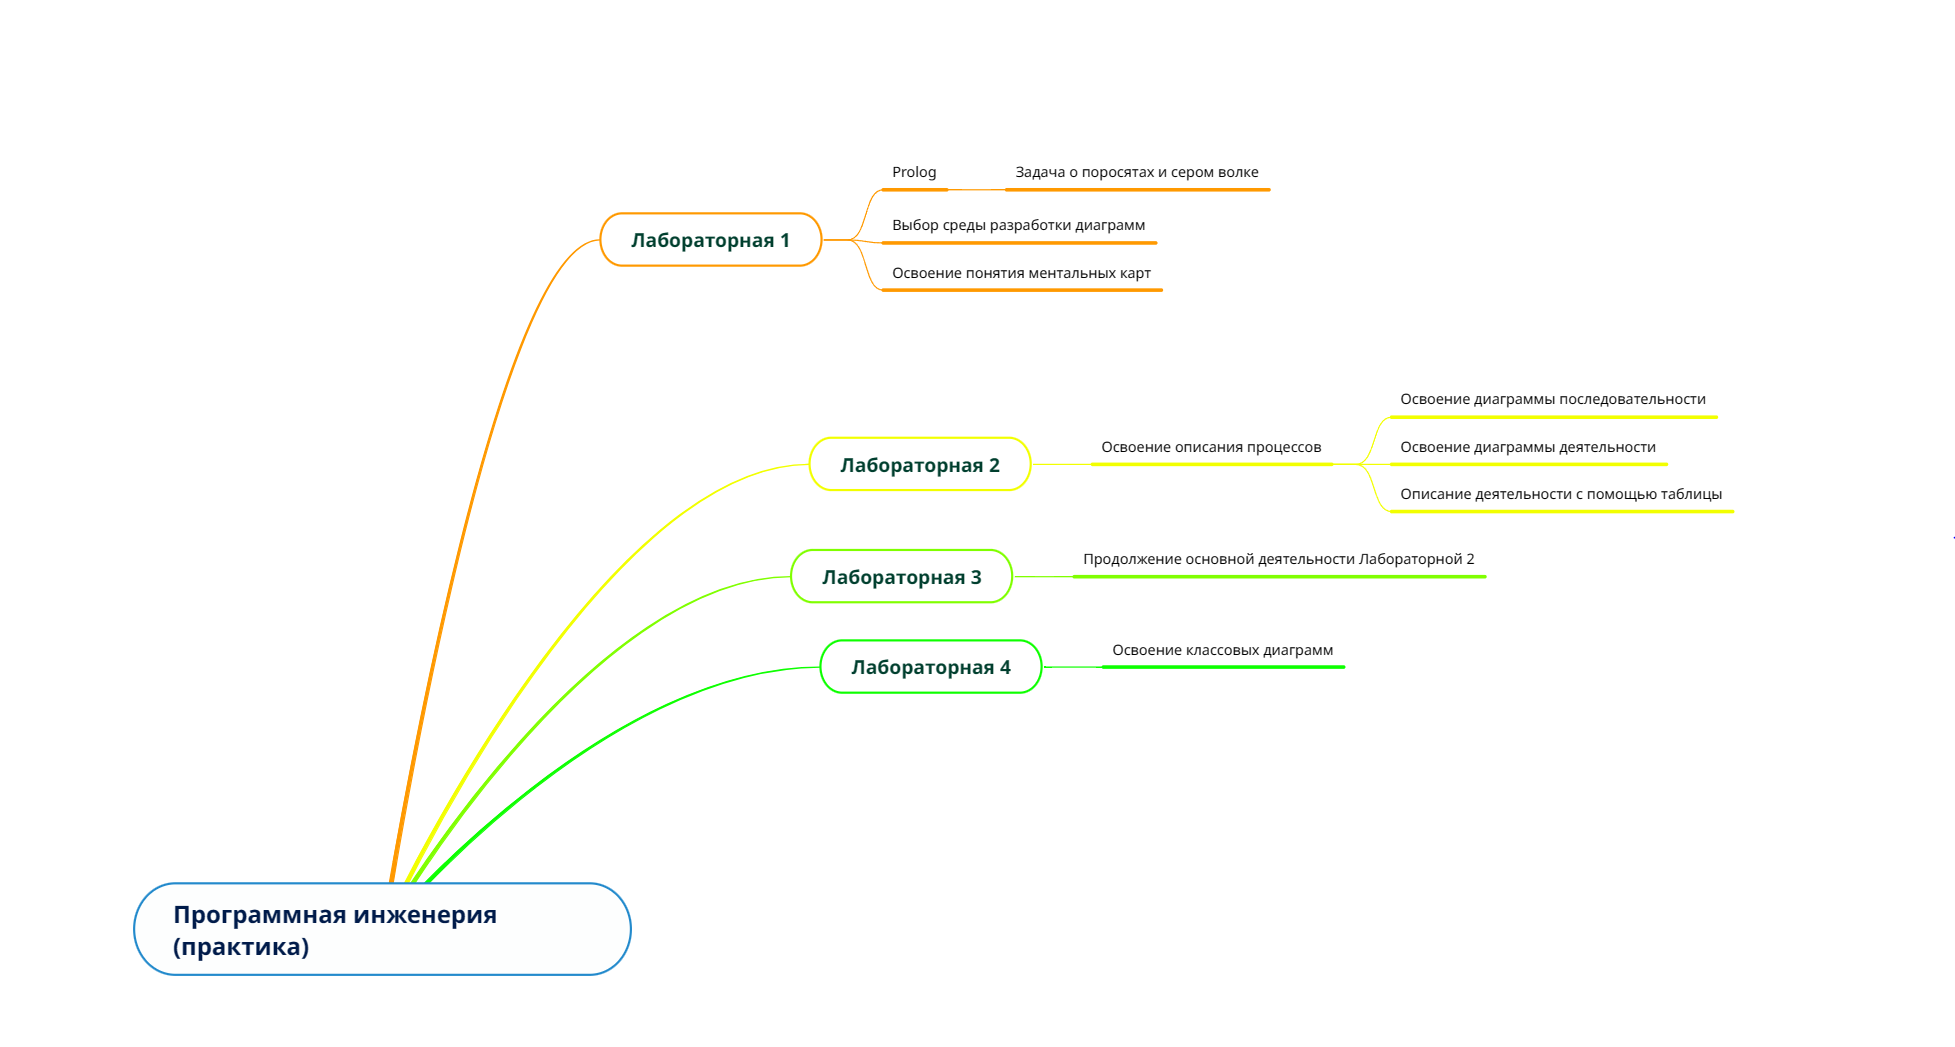 Prolog
Задача о поросятах и сером волке
Выбор среды разработки диаграмм
Лабораторная 1
Освоение понятия ментальных карт
Освоение диаграммы последовательности
Освоение описания процессов
Освоение диаграммы деятельности
Лабораторная 2
Описание деятельности с помощью таблицы
Продолжение основной деятельности Лабораторной 2
Лабораторная 3
Освоение классовых диаграмм
Лабораторная 4
Программная инженерия
(практика)